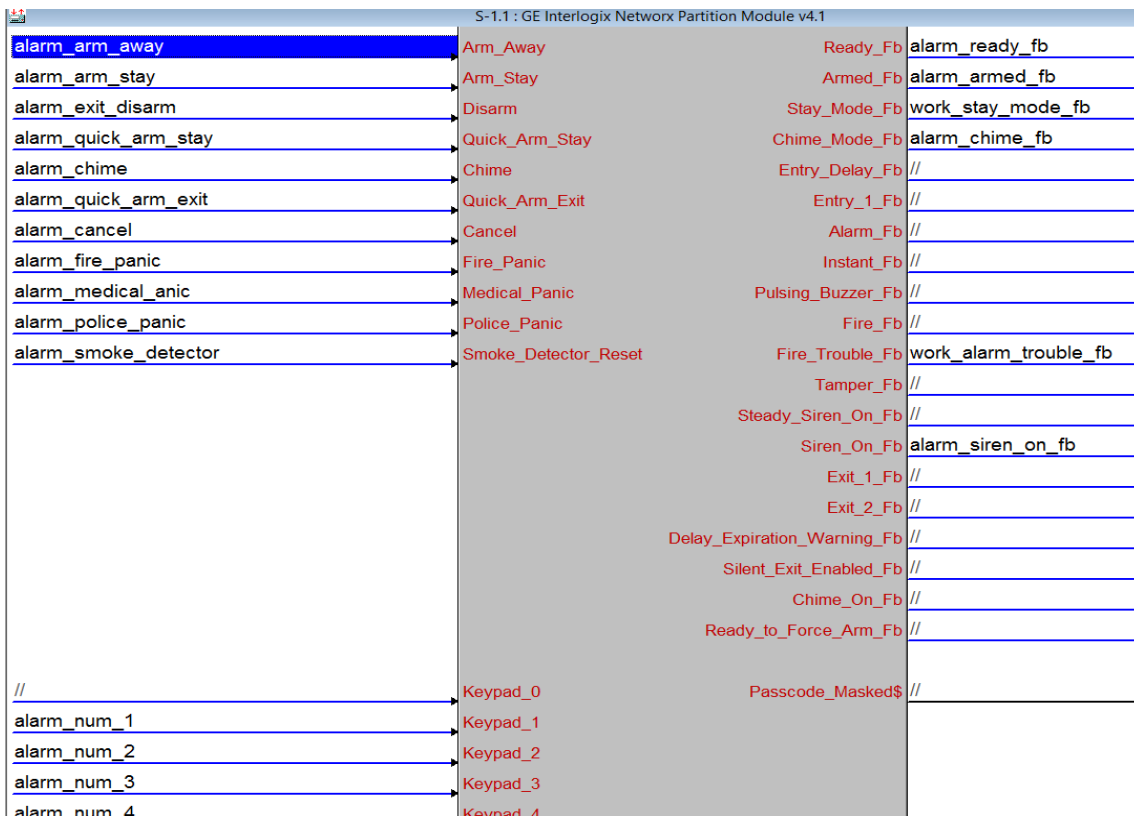 S-1.1 : GE Interlogix Networx Partition Module v4.1
alarm_arm_away Arm_Away Ready_Fb alarm_ready_fb
alarm_arm_stay Arm_Stay Armed_Fb alarm_armed_fb
alarm_exit_disarm Disarm Stay_Mode_Fb work_stay_mode_fb
alarm_quick_arm_stay Quick_Arm_Stay Chime_Mode_Fb alarm_chime_fb
alarm_chime Chime Entry_Delay_Fb //
alarm_quick_arm_exit Quick_Arm_Exit Entry_1_Fb //
alarm_cancel Cancel Alarm_Fb //
alarm_fire_panic Fire_Panic Instant_Fb //
alarm_medical_anic Medical_Panic Pulsing_Buzzer_Fb //
alarm_police_panic Police_Panic Fire_Fb //
alarm_smoke_detector Smoke_Detector_Reset Fire_Trouble_Fb work_alarm_trouble_fb
Tamper_Fb //
Steady_Siren_On_Fb //
Siren_On_Fb alarm_siren_on_fb
Exit_1_Fb //
Exit_2_Fb //
Delay_Expiration_Warning_Fb //
Silent_Exit_Enabled_Fb //
Chime_On_Fb //
Ready_to_Force_Arm_Fb //
// Keypad_0 Passcode_Masked$ //
alarm_num_1 Keypad_1
alarm_num_2 Keypad_2
alarm_num_3 Keypad_3
alarm_num_4 Keypad_4